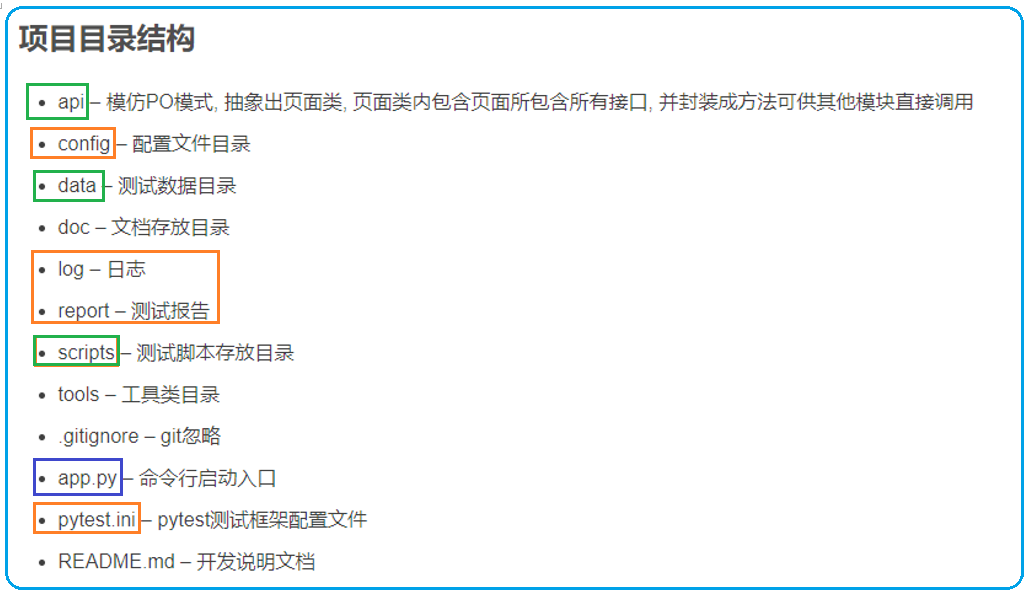 项目目录结构
• api – 模仿PO模式, 抽象出页面类, 页面类内包含页面所包含所有接口, 并封装成方法可供其他模块直接调用
• config – 配置文件目录
• data – 测试数据目录
• doc – 文档存放目录
• log – 日志
• report – 测试报告
• scripts – 测试脚本存放目录
• tools – 工具类目录
• .gitignore – git忽略
• app.py – 命令行启动入口
• pytest.ini – pytest测试框架配置文件
• README.md – 开发说明文档